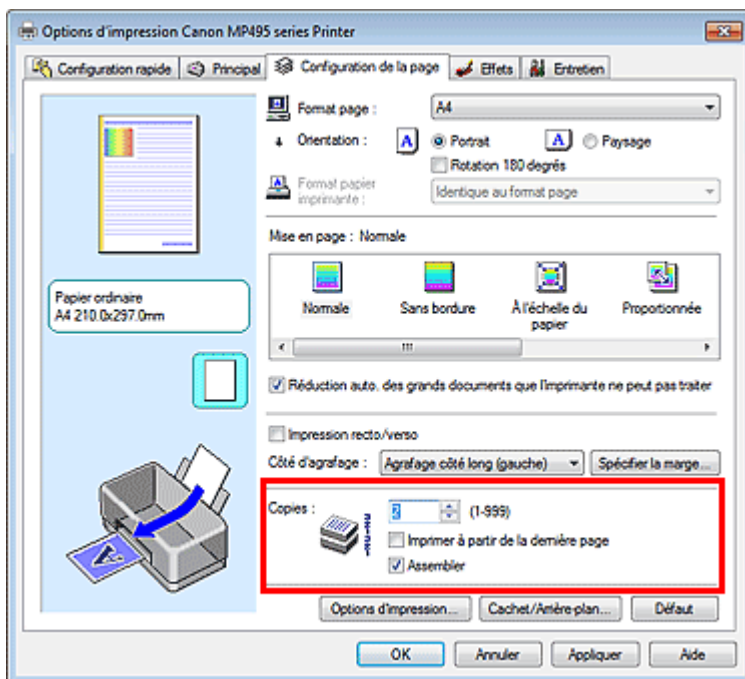 Options d'impression Canon MP495 series Printer
Configuration rapide Principal Configuration de la page Effets Entretien
Format page : A4
Orientation : A Portrait A Paysage
Rotation 180 degrés
Format papier imprimante : Identique au format page
Mise en page : Normale
Normale Sans bordure À l'échelle du papier Proportionnée
Papier ordinaire
A4 210.0x297.0mm
Réduction auto. des grands documents que l'imprimante ne peut pas traiter
Impression recto/verso
Côté d'agrafage : Agrafage côté long (gauche) Spécifier la marge...
Copies : 2 (1-999)
Imprimer à partir de la dernière page
Assembler
Options d'impression... Cachet/Arrière-plan... Défaut
OK Annuler Appliquer Aide